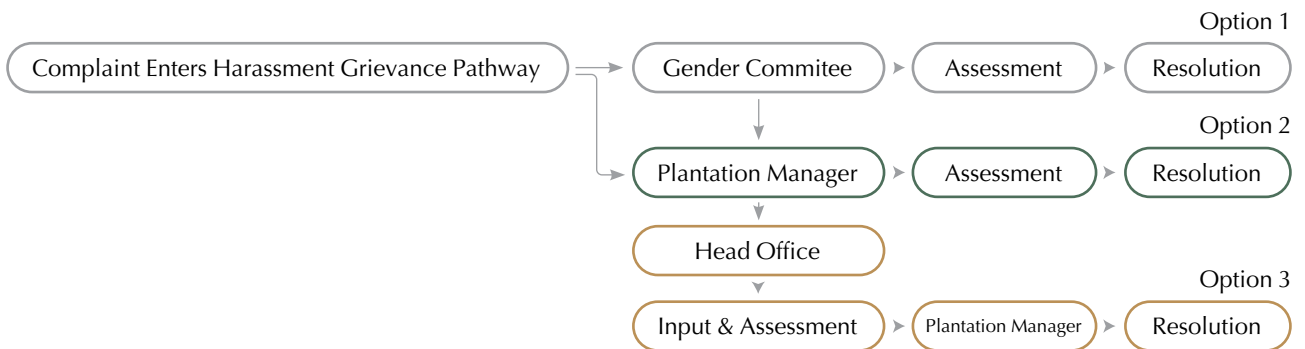 Option 1
Complaint Enters Harassment Grievance Pathway
Gender Commitee
Assessment
Resolution
Option 2
Plantation Manager
Assessment
Resolution
Head Office
Option 3
Input & Assessment
Plantation Manager
Resolution